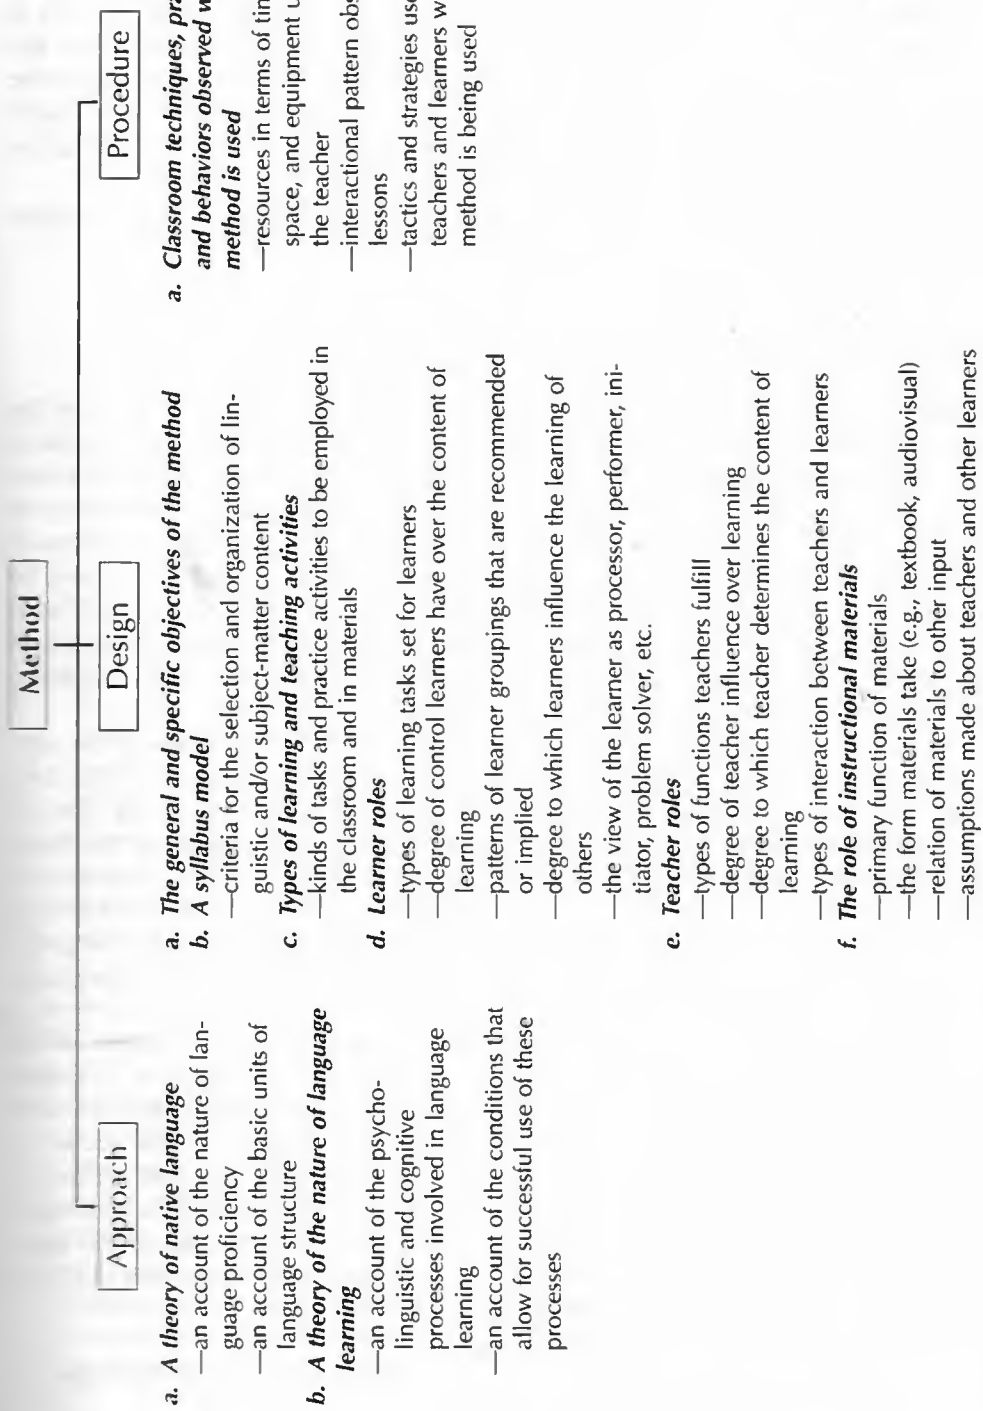 Method
Approach
a. A theory of native language
—an account of the nature of lan-
guage proficiency
—an account of the basic units of
language structure
b. A theory of the nature of language
learning
—an account of the psycho-
linguistic and cognitive
processes involved in language
learning
—an account of the conditions that
allow for successful use of these
processes
Design
a. The general and specific objectives of the method
b. A syllabus model
—criteria for the selection and organization of lin-
guistic and/or subject-matter content
c. Types of learning and teaching activities
—kinds of tasks and practice activities to be employed in
the classroom and in materials
d. Learner roles
—types of learning tasks set for learners
—degree of control learners have over the content of
learning
—patterns of learner groupings that are recommended
or implied
—degree to which learners influence the learning of
others
—the view of the learner as processor, performer, ini-
tiator, problem solver, etc.
e. Teacher roles
—types of functions teachers fulfill
—degree of teacher influence over learning
—degree to which teacher determines the content of
learning
—types of interaction between teachers and learners
f. The role of instructional materials
—primary function of materials
—the form materials take (e.g., textbook, audiovisual)
—relation of materials to other input
—assumptions made about teachers and other learners
Procedure
a. Classroom techniques,
and behaviors observed
method is used
—resources in terms of
space, and equipment
the teacher
—interactional pattern
lessons
—tactics and strategies
teachers and learners
method is being used